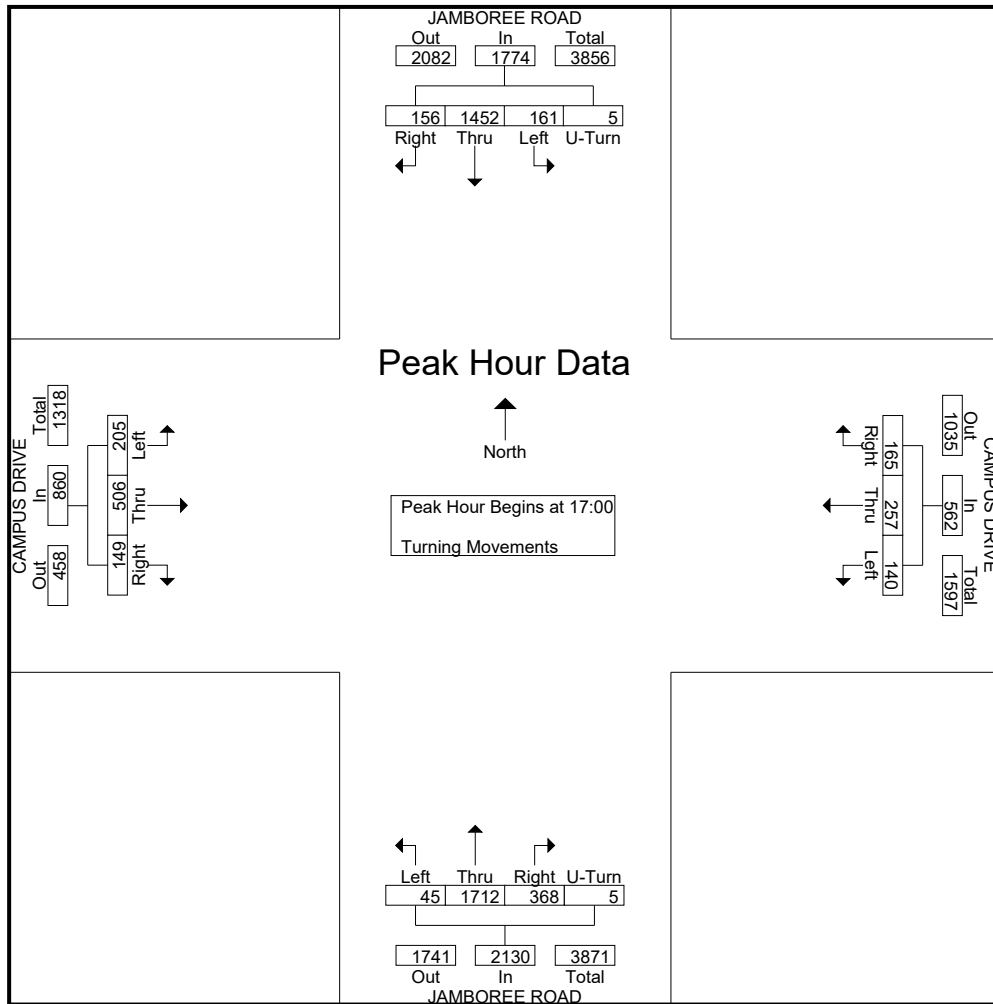 JAMBOREE ROAD
Out In Total
2082 1774 3856
156 1452 161 5
Right Thru Left U-Turn
Peak Hour Data
North
Peak Hour Begins at 17:00
Turning Movements
CAMPUS DRIVE
Out In Total
458 860 1318
149 506 205
Right Thru Left
CAMPUS DRIVE
Out In Total
1035 562 1597
165 257 140
Right Thru Left
Left Thru Right U-Turn
45 1712 368 5
1741 2130 3871
Out In Total
JAMBOREE ROAD